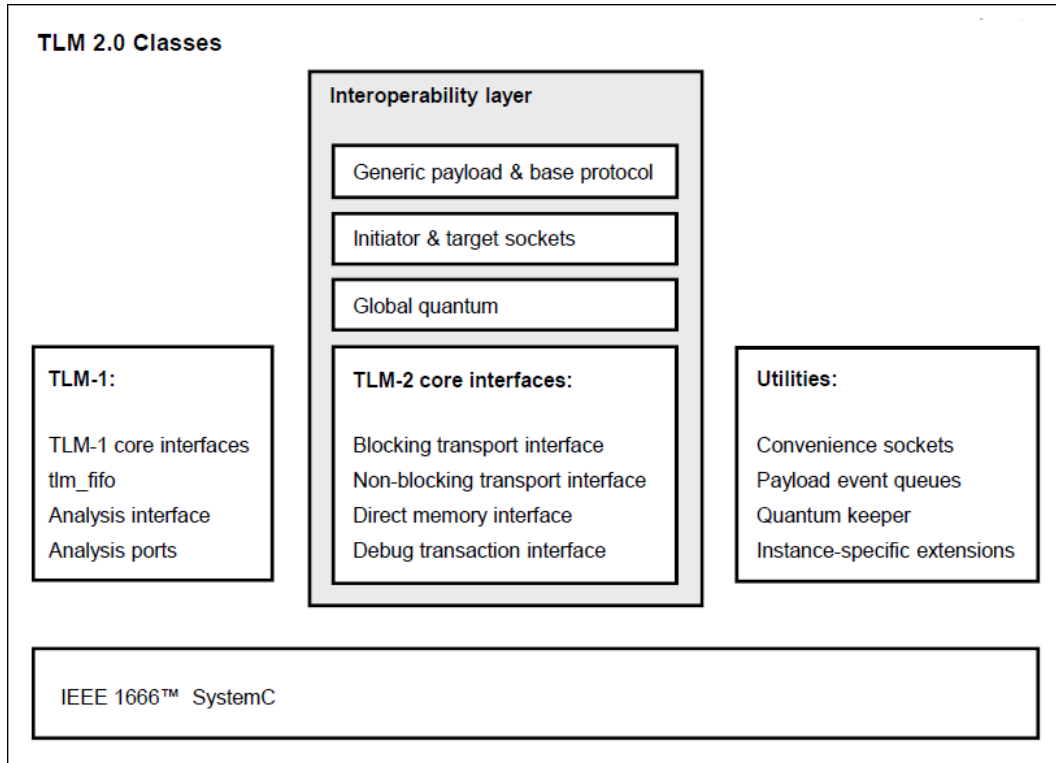 TLM 2.0 Classes
Interoperability layer
Generic payload & base protocol
Initiator & target sockets
Global quantum
TLM-1:
TLM-1 core interfaces
tlm_fifo
Analysis interface
Analysis ports
TLM-2 core interfaces:
Blocking transport interface
Non-blocking transport interface
Direct memory interface
Debug transaction interface
Utilities:
Convenience sockets
Payload event queues
Quantum keeper
Instance-specific extensions
IEEE 1666™ SystemC